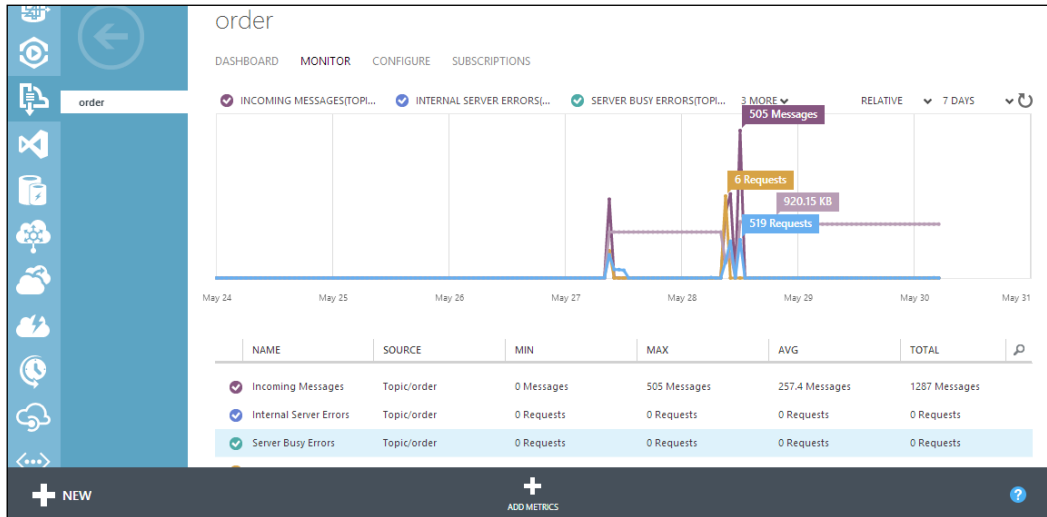 order
DASHBOARD MONITOR CONFIGURE SUBSCRIPTIONS
order
INCOMING MESSAGES(TOPI... INTERNAL SERVER ERRORS(... SERVER BUSY ERRORS(TOPI... 3 MORE RELATIVE 7 DAYS
505 Messages
6 Requests
920.15 KB
519 Requests
May 24 May 25 May 26 May 27 May 28 May 29 May 30 May 31
NAME SOURCE MIN MAX AVG TOTAL
Incoming Messages Topic/order 0 Messages 505 Messages 257.4 Messages 1287 Messages
Internal Server Errors Topic/order 0 Requests 0 Requests 0 Requests 0 Requests
Server Busy Errors Topic/order 0 Requests 0 Requests 0 Requests 0 Requests
NEW
ADD METRICS
?